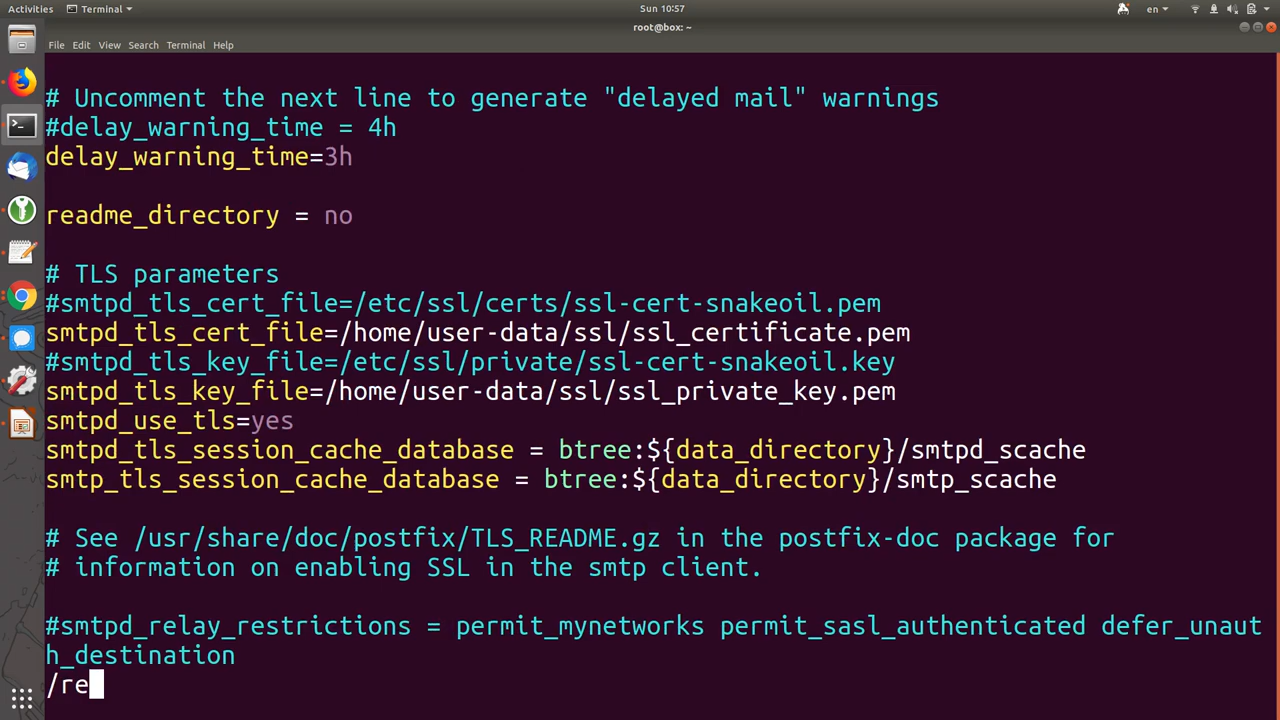 Activities
Terminal
Sun 10:57
en
root@box: ~
File Edit View Search Terminal Help
# Uncomment the next line to generate "delayed mail" warnings
#delay_warning_time = 4h
delay_warning_time=3h
readme_directory = no
# TLS parameters
#smtpd_tls_cert_file=/etc/ssl/certs/ssl-cert-snakeoil.pem
smtpd_tls_cert_file=/home/user-data/ssl/ssl_certificate.pem
#smtpd_tls_key_file=/etc/ssl/private/ssl-cert-snakeoil.key
smtpd_tls_key_file=/home/user-data/ssl/ssl_private_key.pem
smtpd_use_tls=yes
smtpd_tls_session_cache_database = btree:${data_directory}/smtpd_scache
smtp_tls_session_cache_database = btree:${data_directory}/smtp_scache
# See /usr/share/doc/postfix/TLS_README.gz in the postfix-doc package for
# information on enabling SSL in the smtp client.
#smtpd_relay_restrictions = permit_mynetworks permit_sasl_authenticated defer_unaut
h_destination
/re